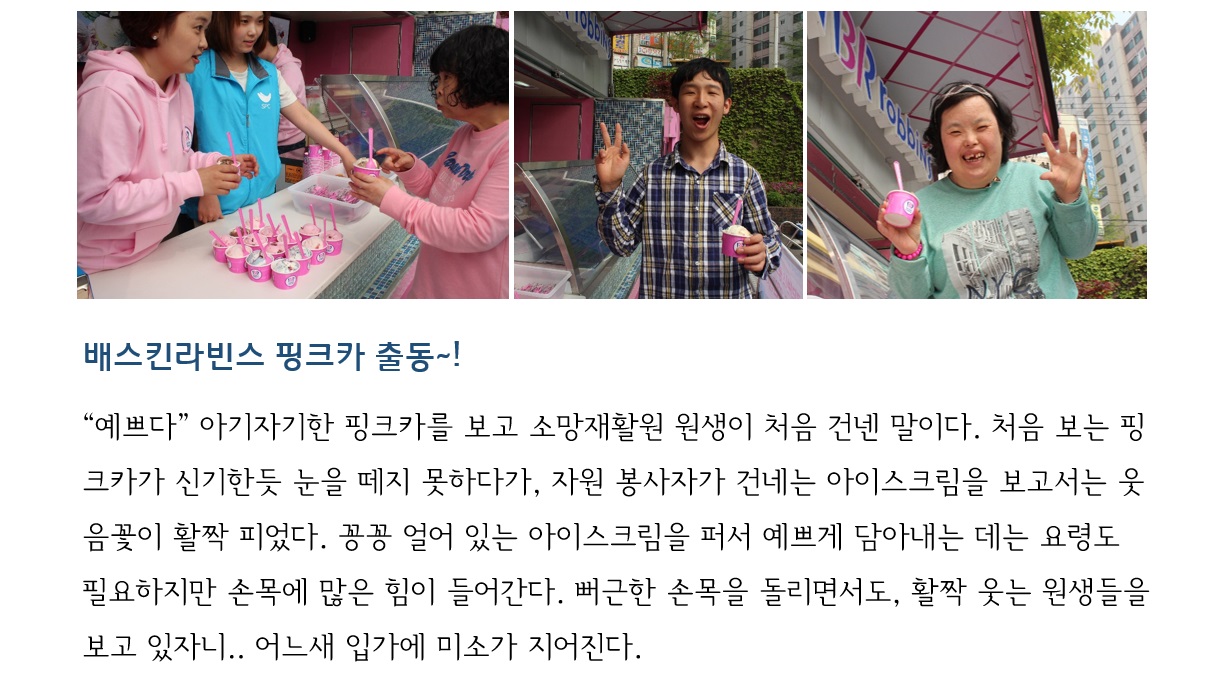 배스킨라빈스 핑크카 출동~!
“예쁘다” 아기자기한 핑크카를 보고 소망재활원 원생이 처음 건넨 말이다. 처음 보는 핑
크카가 신기한듯 눈을 떼지 못하다가, 자원 봉사자가 건네는 아이스크림을 보고서는 웃
음꽃이 활짝 피었다. 꽁꽁 얼어 있는 아이스크림을 퍼서 예쁘게 담아내는 데는 요령도
필요하지만 손목에 많은 힘이 들어간다. 뻐근한 손목을 돌리면서도, 활짝 웃는 원생들을
보고 있자니.. 어느새 입가에 미소가 지어진다.